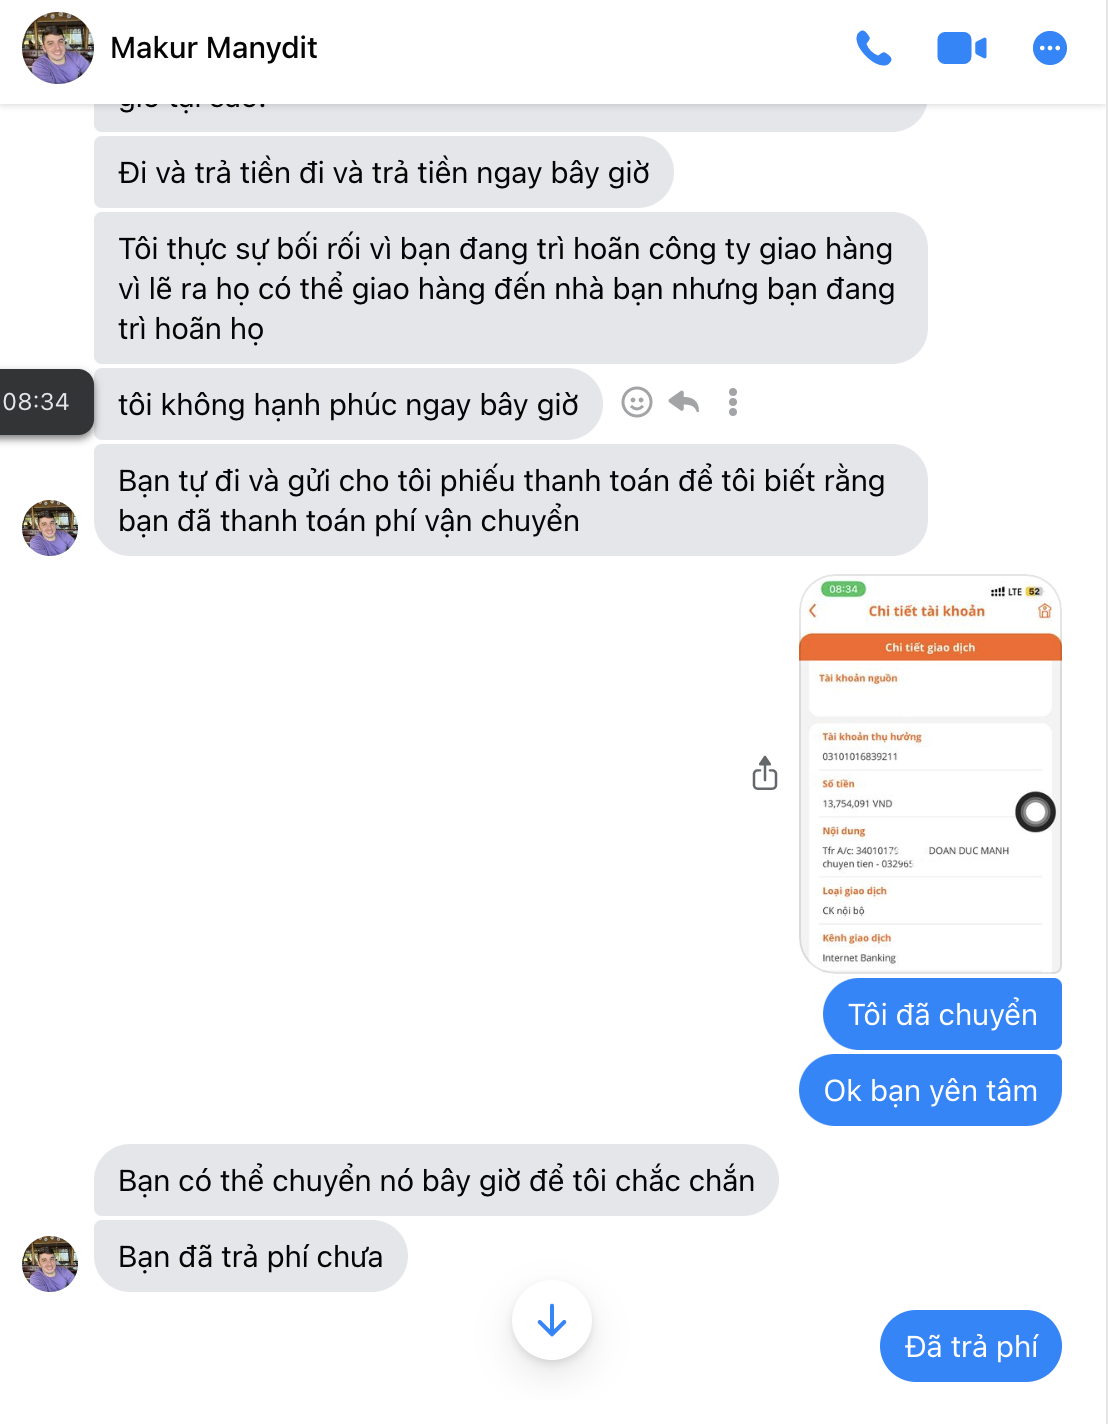 Makur Manydit
giờ tại sao.
Đi và trả tiền đi và trả tiền ngay bây giờ
Tôi thực sự bối rối vì bạn đang trì hoãn công ty giao hàng
vì lẽ ra họ có thể giao hàng đến nhà bạn nhưng bạn đang
trì hoãn họ
08:34
tôi không hạnh phúc ngay bây giờ
Bạn tự đi và gửi cho tôi phiếu thanh toán để tôi biết rằng
bạn đã thanh toán phí vận chuyển
08:34
LTE 52
Chi tiết tài khoản
Chi tiết giao dịch
Tài khoản nguồn
Tài khoản thụ hưởng
03101016839211
Số tiền
13,754,091 VND
Nội dung
Tfr A/c: 34010179 DOAN DUC MANH
chuyen tien - 032965
Loại giao dịch
CK nội bộ
Kênh giao dịch
Internet Banking
Tôi đã chuyển
Ok bạn yên tâm
Bạn có thể chuyển nó bây giờ để tôi chắc chắn
Bạn đã trả phí chưa
Đã trả phí